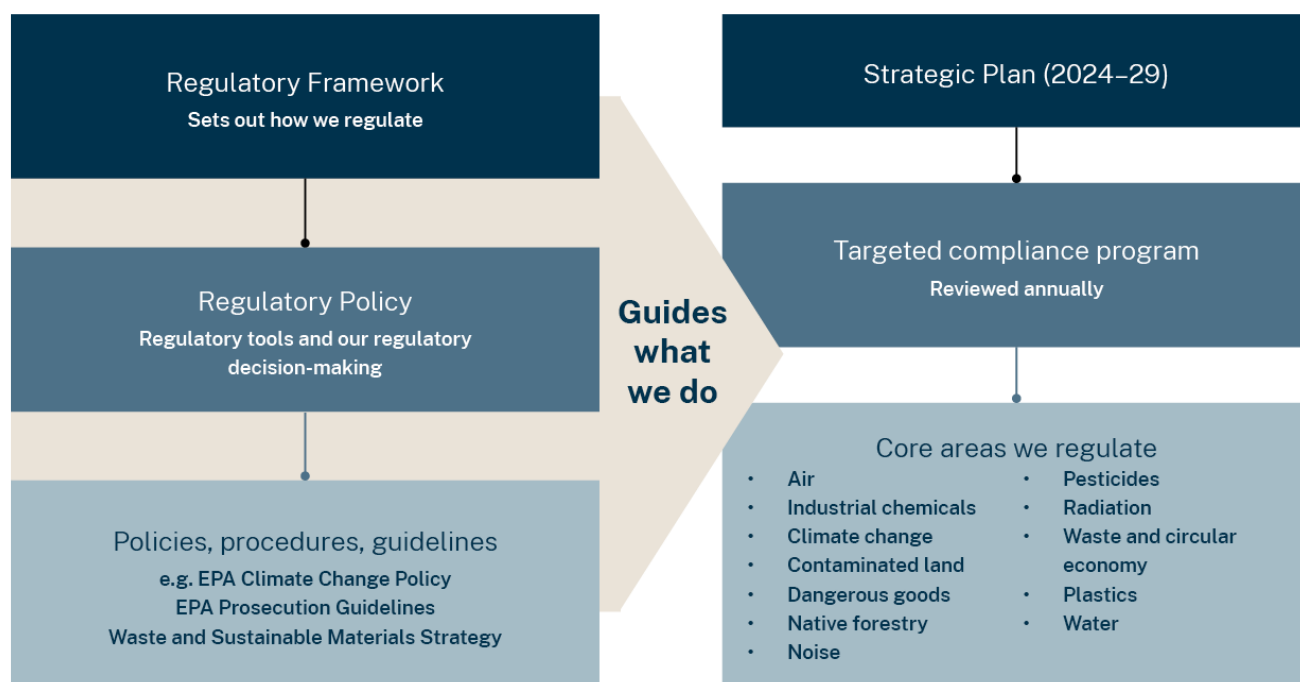 Regulatory Framework
Sets out how we regulate
Regulatory Policy
Regulatory tools and our regulatory
decision-making
Policies, procedures, guidelines
e.g. EPA Climate Change Policy
EPA Prosecution Guidelines
Waste and Sustainable Materials Strategy
Guides
what
we do
Strategic Plan (2024–29)
Targeted compliance program
Reviewed annually
Core areas we regulate
• Air
• Industrial chemicals
• Climate change
• Contaminated land
• Dangerous goods
• Native forestry
• Noise
• Pesticides
• Radiation
• Waste and circular
economy
• Plastics
• Water